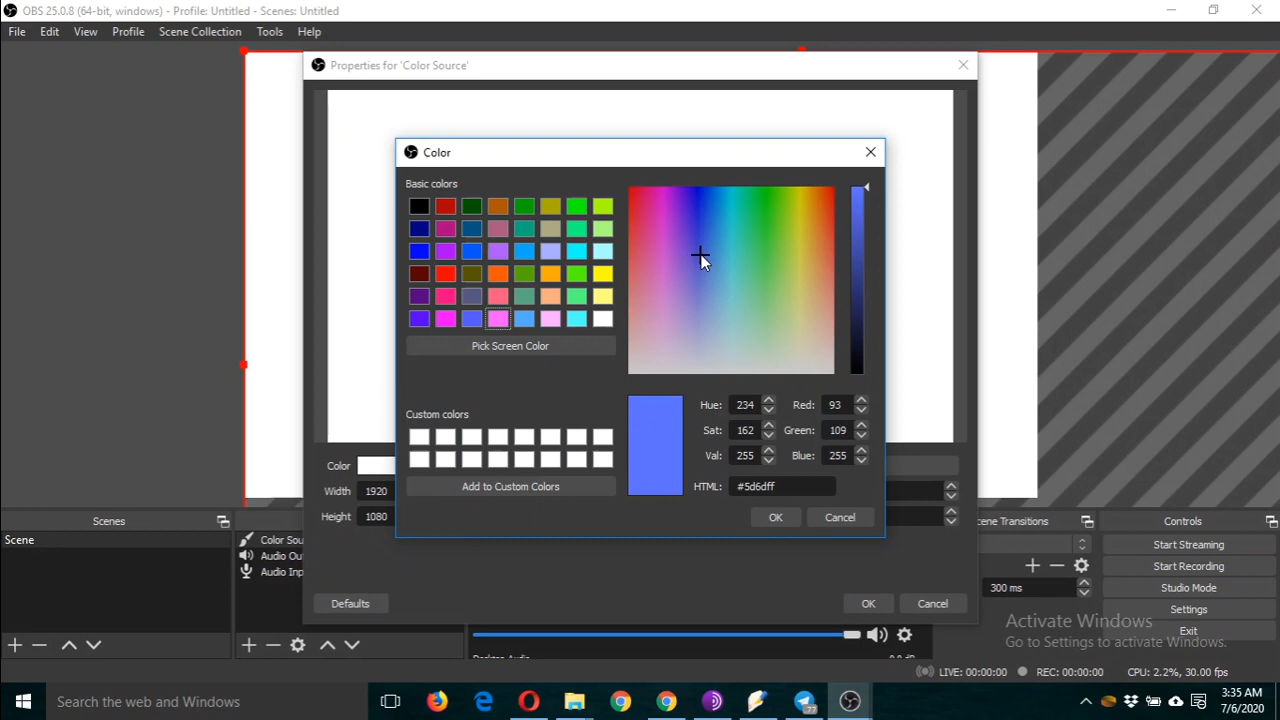 OBS 25.0.8 (64-bit, windows) - Profile: Untitled - Scenes: Untitled
File Edit View Profile Scene Collection Tools Help
Properties for 'Color Source'
Color
Basic colors
Pick Screen Color
Custom colors
Add to Custom Colors
Hue: 234 Red: 93
Sat: 162 Green: 109
Val: 255 Blue: 255
HTML: #5d6dff
OK Cancel
Color
Width 1920
Height 1080
Defaults OK Cancel
Scenes
Scene
Color Sou
Audio Ou
Audio Inp
cene Transitions
300 ms
Controls
Start Streaming
Start Recording
Studio Mode
Settings
Exit
Activate Windows
Go to Settings to activate Windows.
LIVE: 00:00:00 REC: 00:00:00 CPU: 2.2%, 30.00 fps
Search the web and Windows
77
3:35 AM
7/6/2020